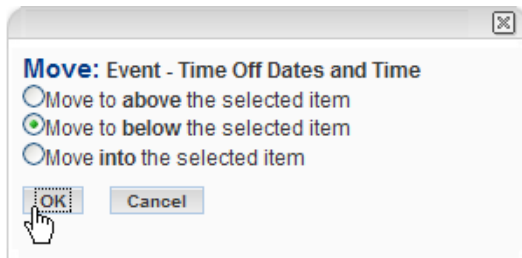 Move: Event - Time Off Dates and Time
Move to above the selected item
Move to below the selected item
Move into the selected item
OK Cancel